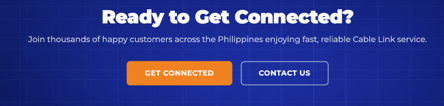 Ready to Get Connected?
Join thousands of happy customers across the Philippines enjoying fast, reliable Cable Link service.
GET CONNECTED
CONTACT US